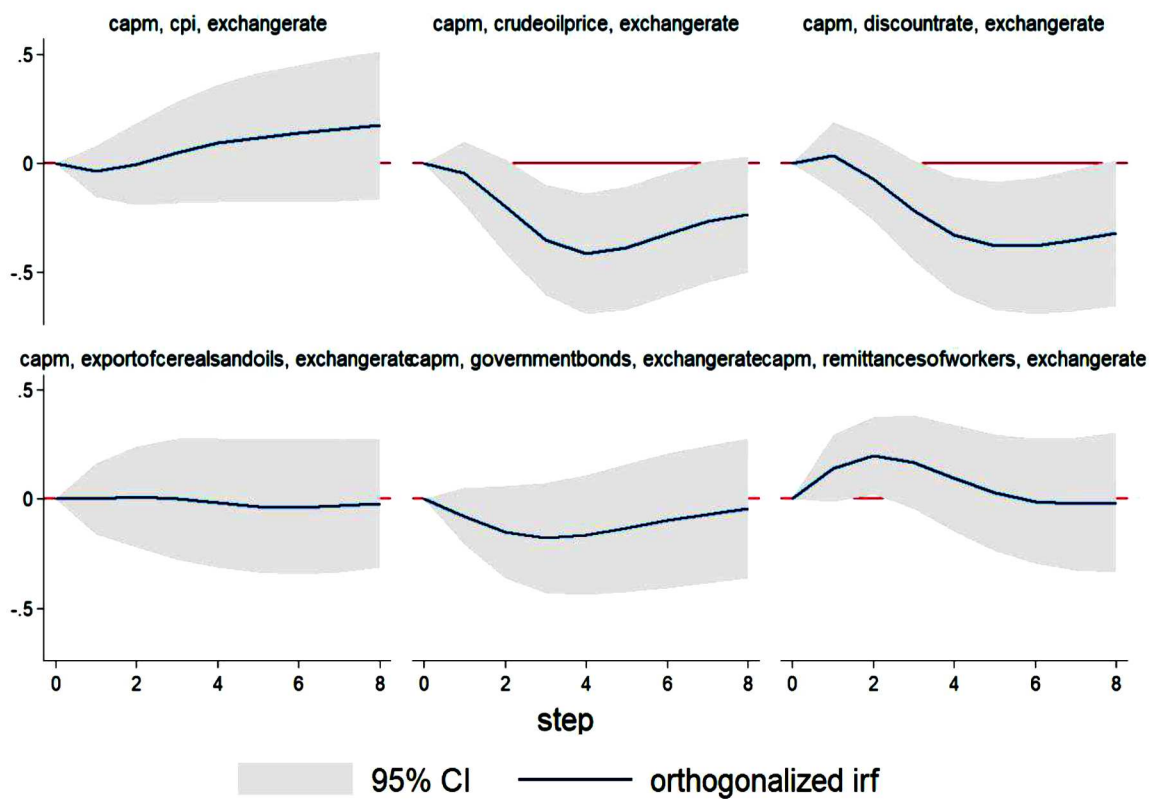 capm, cpi, exchangerate
capm, crudeoilprice, exchangerate
capm, discountrate, exchangerate
.5
0
-.5
capm, exportofcerealsandoils, exchangerate
capm, governmentbonds, exchangerate
capm, remittancesofworkers, exchangerate
.5
0
-.5
0 2 4 6 8
0 2 4 6 8
0 2 4 6 8
step
95% CI
orthogonalized irf